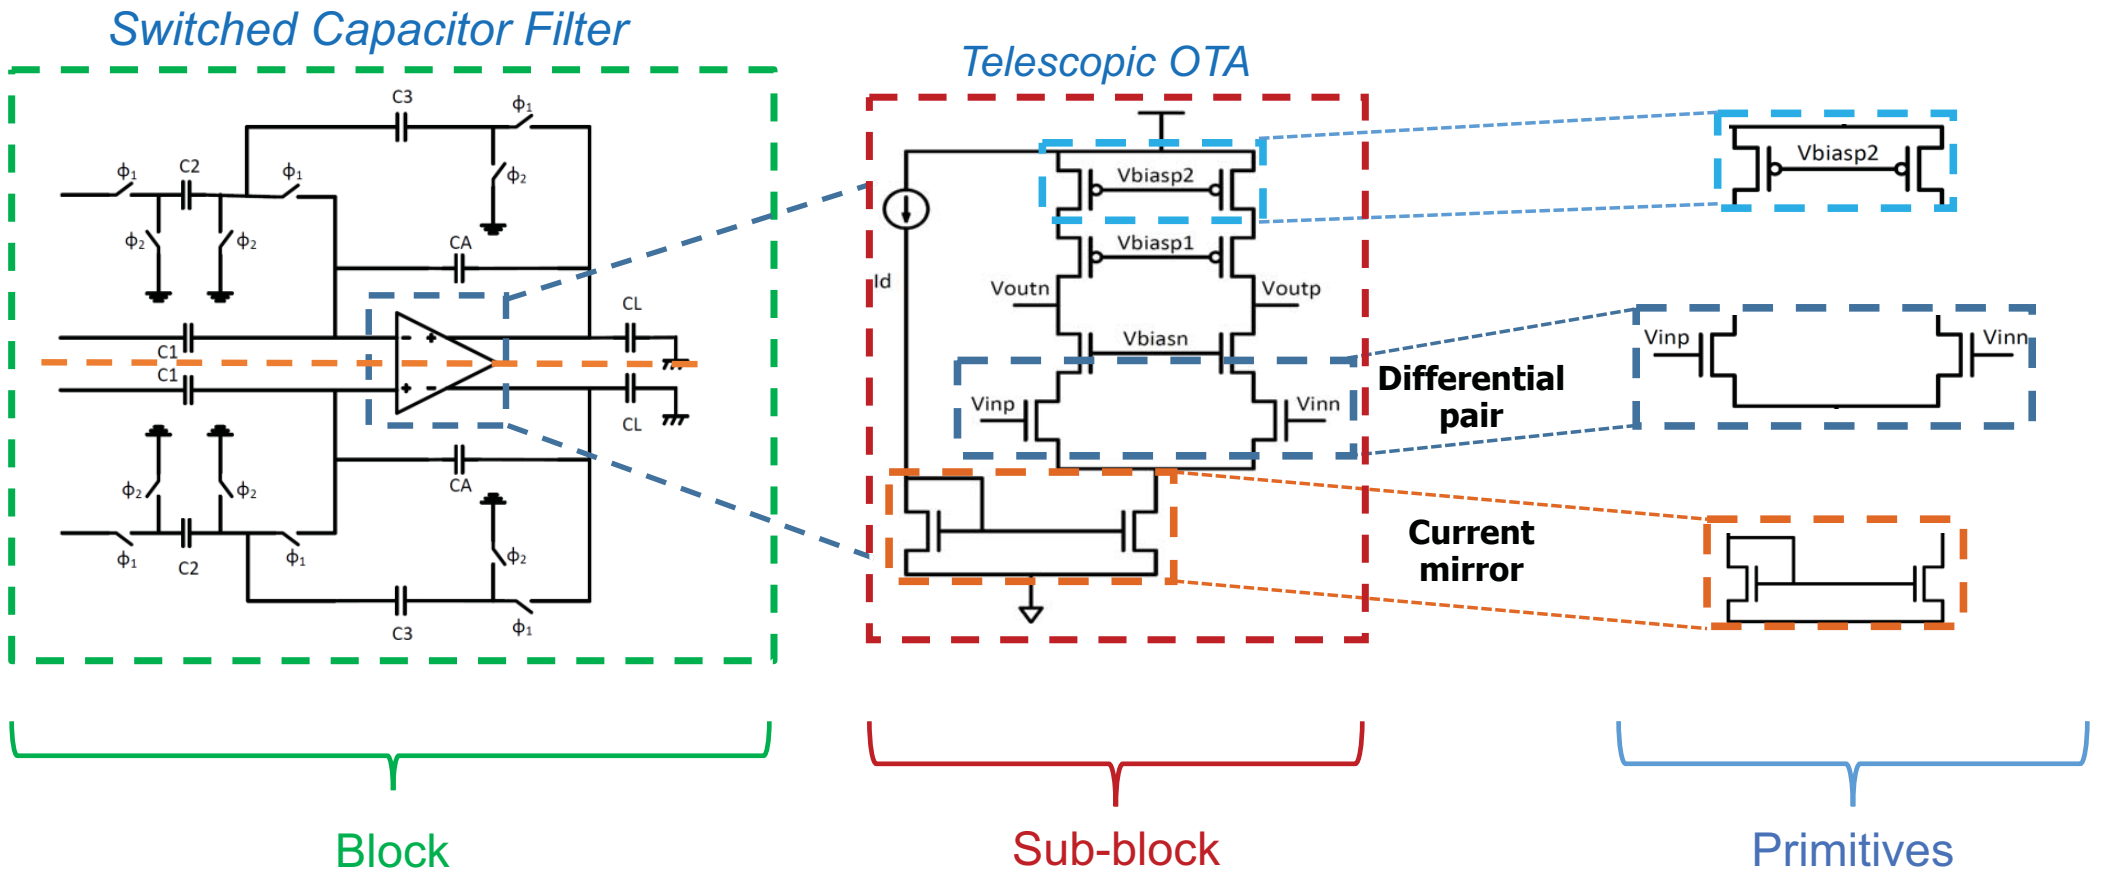 Switched Capacitor Filter
C3
ϕ1
ϕ1
C2
ϕ1
ϕ2
ϕ2
ϕ2
CA
CL
C1
C1
CL
ϕ2
ϕ2
CA
ϕ2
ϕ1
C2
ϕ1
C3
ϕ1
Block
Telescopic OTA
Vbiasp2
Vbiasp1
Id
Voutn
Voutp
Vbiasn
Vinp
Vinn
Sub-block
Differential
pair
Current
mirror
Vbiasp2
Vinp
Vinn
Primitives